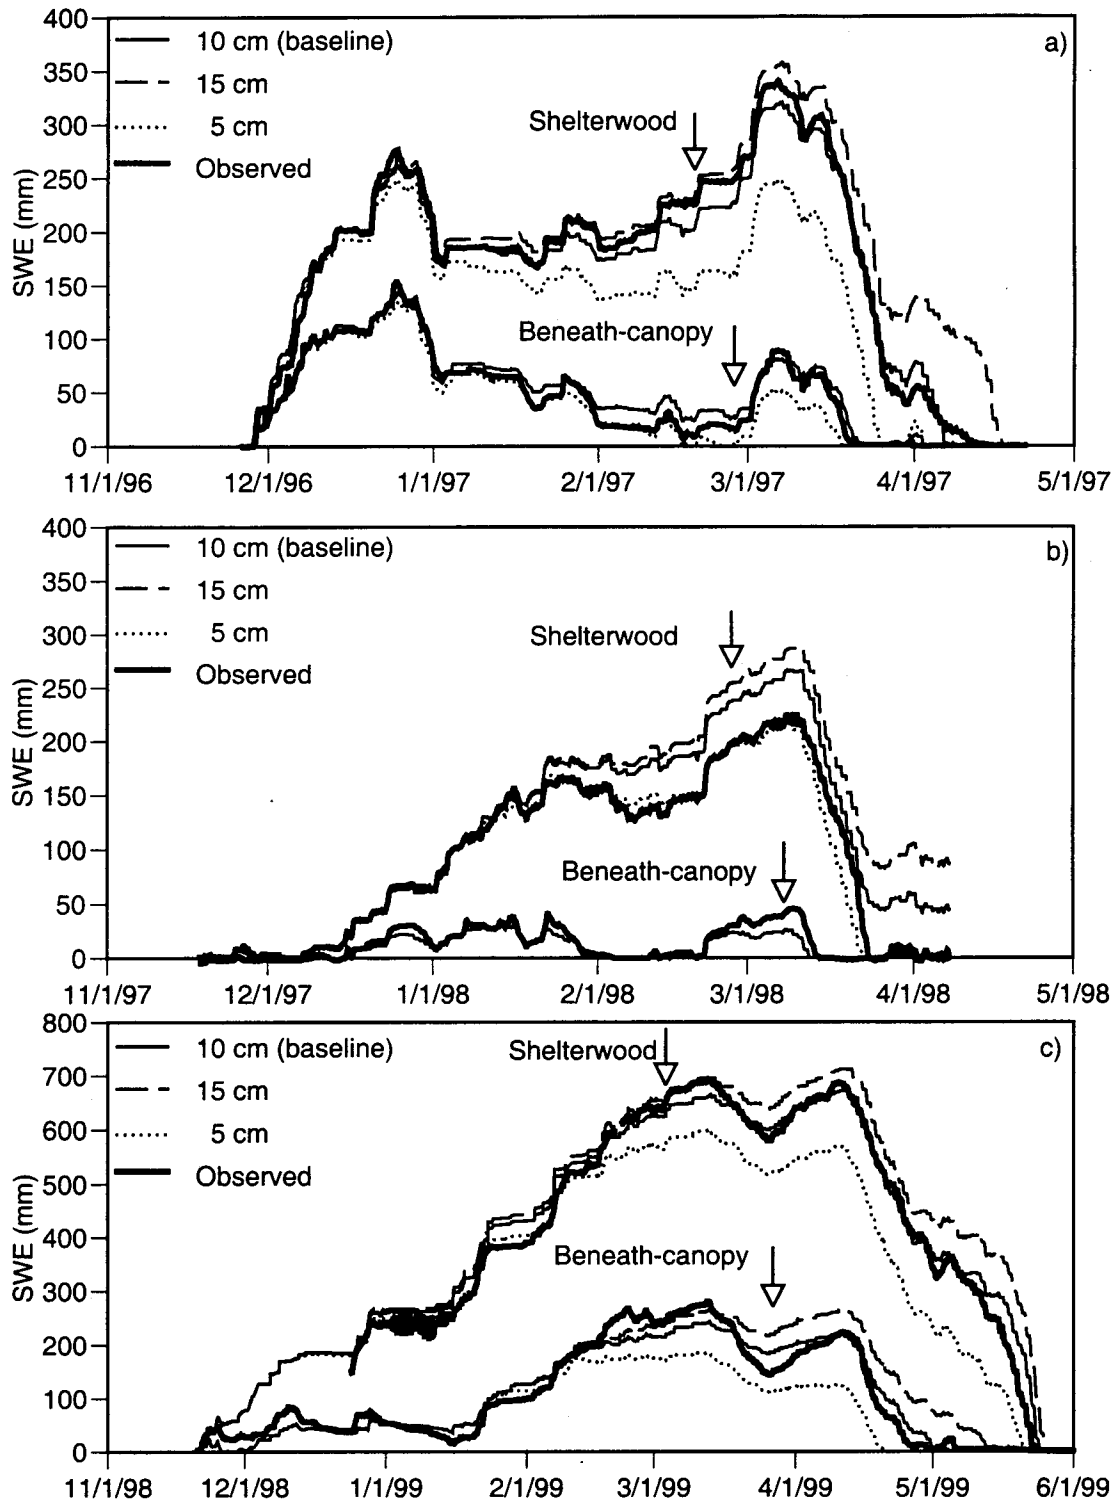 400
350
300
250
200
150
100
50
0
SWE (mm)
10 cm (baseline)
15 cm
5 cm
Observed
a)
Shelterwood
Beneath-canopy
11/1/96 12/1/96 1/1/97 2/1/97 3/1/97 4/1/97 5/1/97
400
350
300
250
200
150
100
50
0
SWE (mm)
10 cm (baseline)
15 cm
5 cm
Observed
b)
Shelterwood
Beneath-canopy
11/1/97 12/1/97 1/1/98 2/1/98 3/1/98 4/1/98 5/1/98
800
700
600
500
400
300
200
100
0
SWE (mm)
10 cm (baseline)
15 cm
5 cm
Observed
c)
Shelterwood
Beneath-canopy
11/1/98 12/1/98 1/1/99 2/1/99 3/1/99 4/1/99 5/1/99 6/1/99